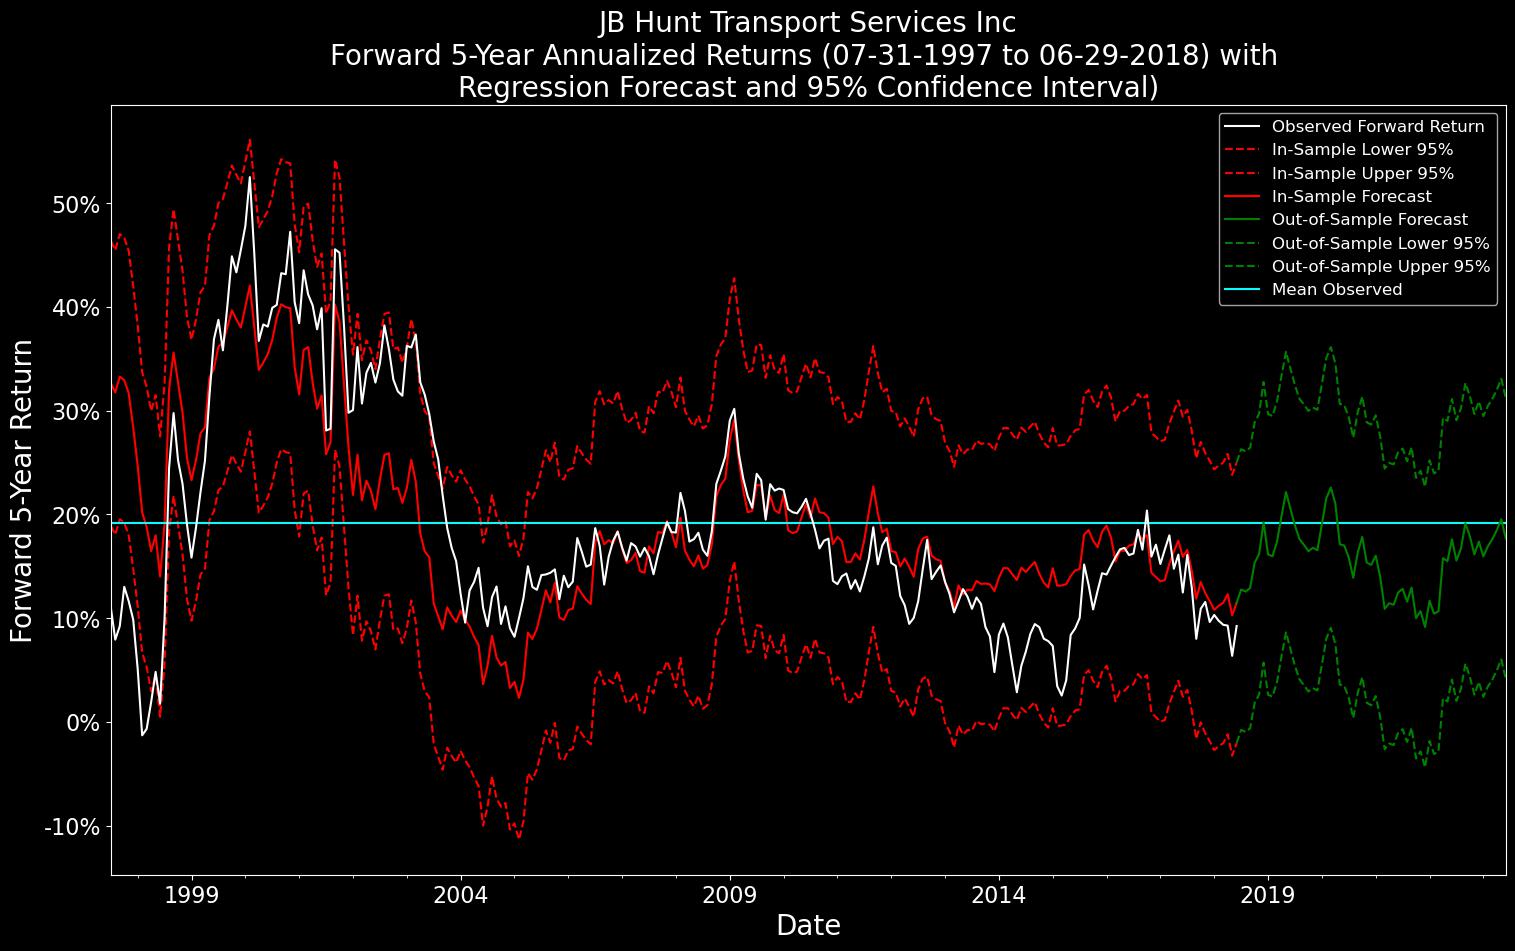 JB Hunt Transport Services Inc
Forward 5-Year Annualized Returns (07-31-1997 to 06-29-2018) with
Regression Forecast and 95% Confidence Interval)
Observed Forward Return
In-Sample Lower 95%
In-Sample Upper 95%
In-Sample Forecast
Out-of-Sample Forecast
Out-of-Sample Lower 95%
Out-of-Sample Upper 95%
Mean Observed
Forward 5-Year Return
50%
40%
30%
20%
10%
0%
-10%
1999
2004
2009
2014
2019
Date